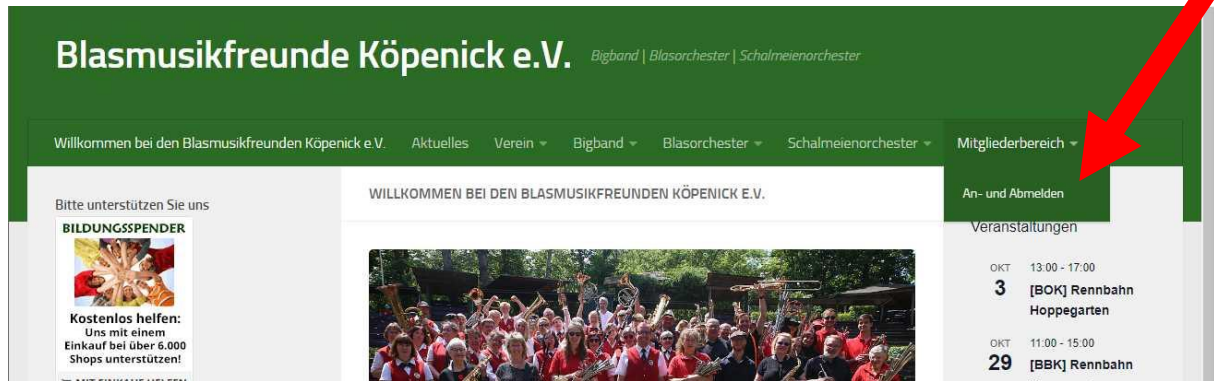 Blasmusikfreunde Köpenick e.V. Bigband | Blasorchester | Schalmeienorchester
Willkommen bei den Blasmusikfreunden Köpenick e.V. Aktuelles Verein Bigband Blasorchester Schalmeienorchester Mitgliederbereich
An- und Abmelden
Bitte unterstützen Sie uns
BILDUNGSSPENDER
Kostenlos helfen:
Uns mit einem
Einkauf bei über 6.000
Shops unterstützen!
MIT EINKAUF HELFEN
WILLKOMMEN BEI DEN BLASMUSIKFREUNDEN KÖPENICK E.V.
Veranstaltungen
OKT 13:00 - 17:00
3 [BOK] Rennbahn
Hoppegarten
OKT 11:00 - 15:00
29 [BBK] Rennbahn